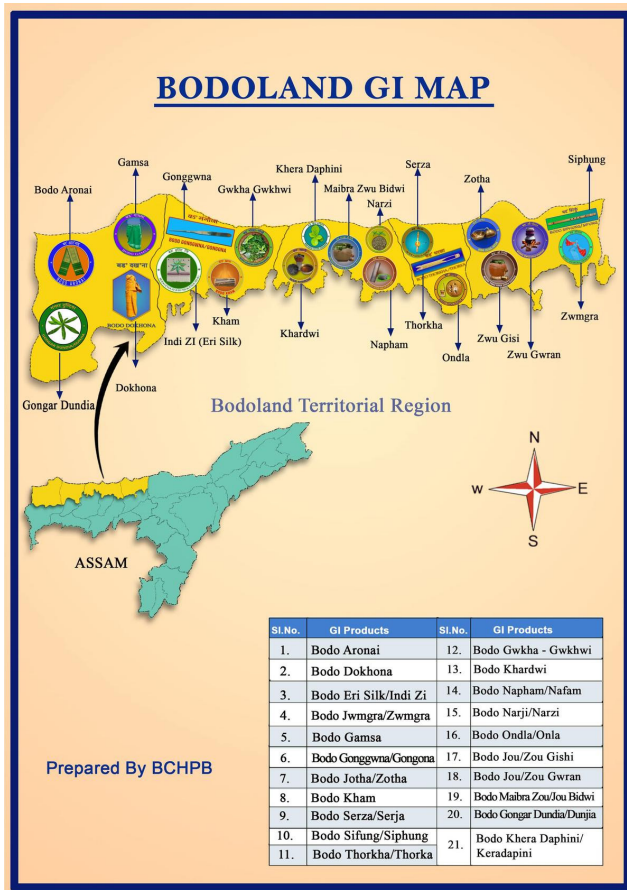 BODOLAND GI MAP
Siphung
Gamsa
Serza
Khera Daphini
Gonggwna
Zotha
Bodo Aronai
Gwkha Gwkhwi
Maibra Zwu Bidwi
Narzi
BODO DOKHONA
Kham
Zwmgra
Thorkha
Khardwi
Indi ZI (Eri Silk)
Zwu Gisi
Napham
Zwu Gwran
Ondla
Dokhona
Gongar Dundia
Bodoland Territorial Region
N
W
E
S
ASSAM
Sl.No. GI Products Sl.No. GI Products
1. Bodo Aronai 12. Bodo Gwkha - Gwkhwi
2. Bodo Dokhona 13. Bodo Khardwi
3. Bodo Eri Silk/Indi Zi 14. Bodo Napham/Nafam
4. Bodo Jwmgra/Zwmgra 15. Bodo Narji/Narzi
5. Bodo Gamsa 16. Bodo Ondla/Onla
6. Bodo Gonggwna/Gongona 17. Bodo Jou/Zou Gishi
7. Bodo Jotha/Zotha 18. Bodo Jou/Zou Gwran
8. Bodo Kham 19. Bodo Maibra Zou/Jou Bidwi
9. Bodo Serza/Serja 20. Bodo Gongar Dundia/Dunjia
10. Bodo Sifung/Siphung 21. Bodo Khera Daphini/
11. Bodo Thorkha/Thorka Keradapini
Prepared By BCHPB